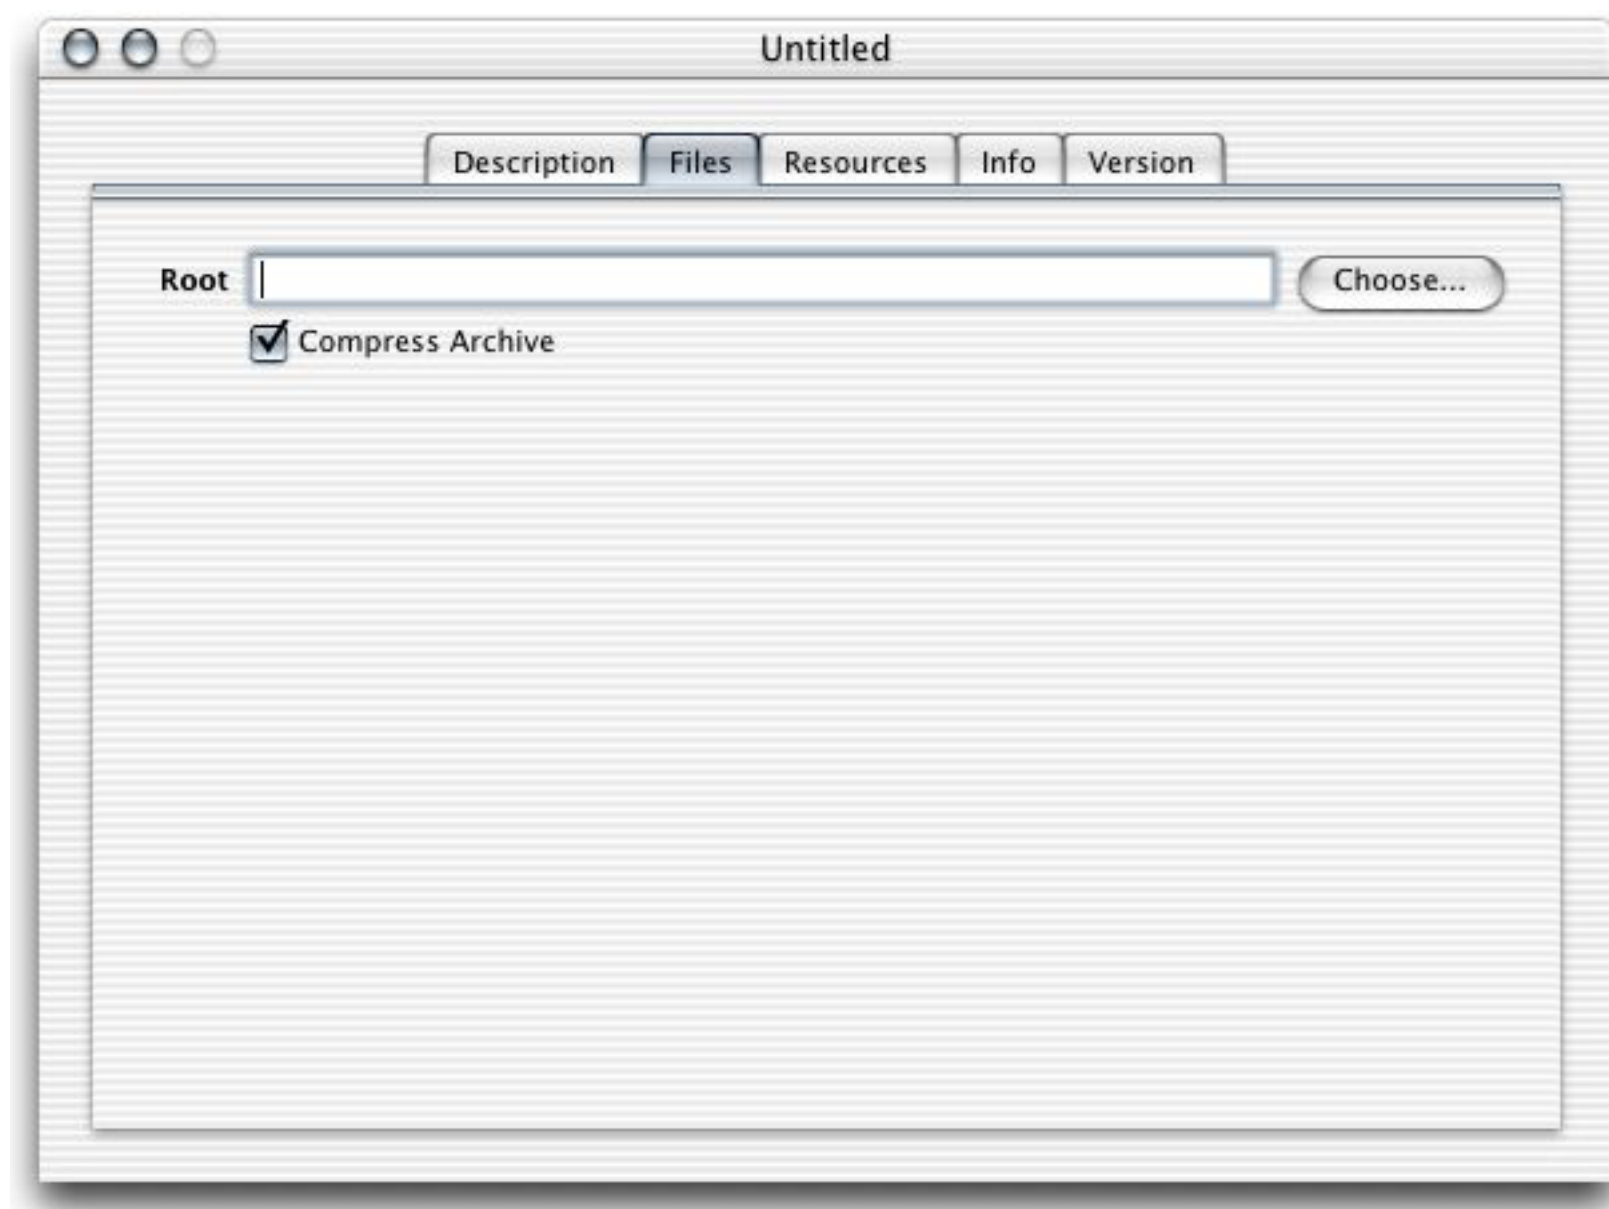 Untitled
Description Files Resources Info Version
Root Choose...
Compress Archive